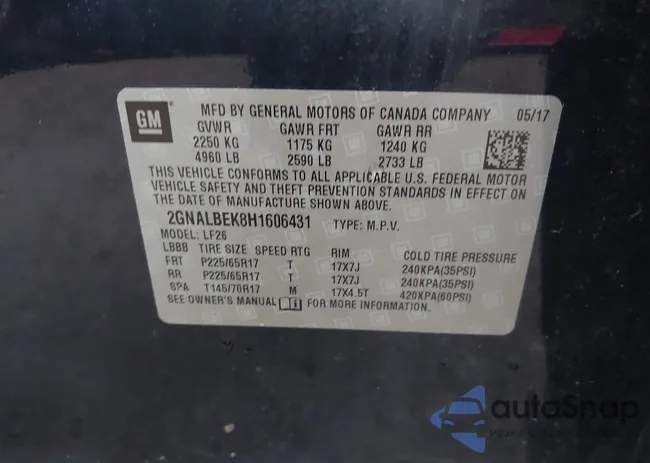 GM
MFD BY GENERAL MOTORS OF CANADA COMPANY 05/17
GVWR GAWR FRT GAWR RR
2250 KG 1175 KG 1240 KG
4960 LB 2590 LB 2733 LB
THIS VEHICLE CONFORMS TO ALL APPLICABLE U.S. FEDERAL MOTOR
VEHICLE SAFETY AND THEFT PREVENTION STANDARDS IN EFFECT ON
THE DATE OF MANUFACTURE SHOWN ABOVE.
2GNALBEK8H1606431 TYPE: M.P.V.
MODEL: LF26
LBBB TIRE SIZE SPEED RTG RIM COLD TIRE PRESSURE
FRT P225/65R17 T 17X7J 240KPA(35PSI)
RR P225/65R17 T 17X7J 240KPA(35PSI)
SPA T145/70R17 M 17X4.5T 420KPA(60PSI)
SEE OWNER'S MANUAL FOR MORE INFORMATION.
autoSnap